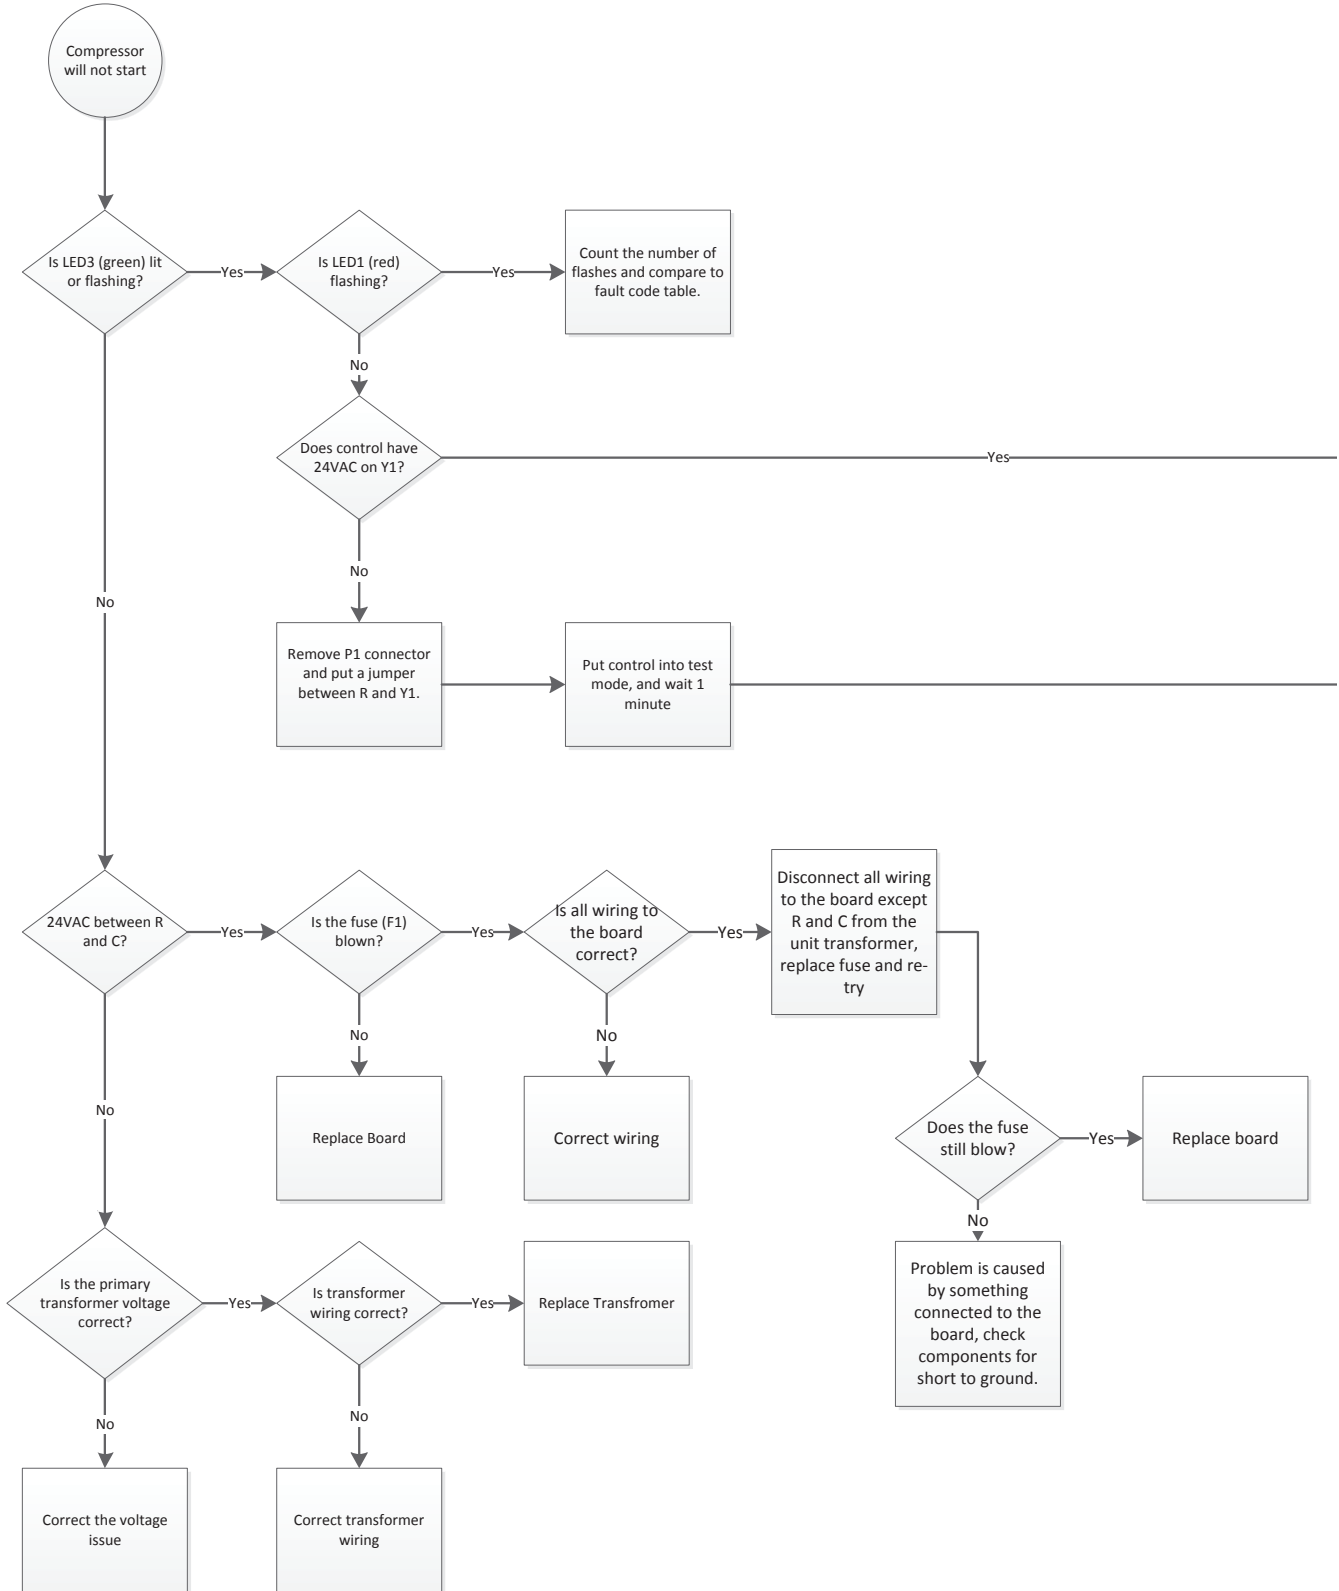 Compressor
will not start
Is LED3 (green) lit
or flashing?
Yes
Is LED1 (red)
flashing?
Yes
Count the number of
flashes and compare to
fault code table.
No
Does control have
24VAC on Y1?
Yes
No
No
Remove P1 connector
and put a jumper
between R and Y1.
Put control into test
mode, and wait 1
minute
24VAC between R
and C?
Yes
Is the fuse (F1)
blown?
Yes
Is all wiring to
the board
correct?
Yes
Disconnect all wiring
to the board except
R and C from the
unit transformer,
replace fuse and re-
try
No
No
No
Replace Board
Correct wiring
Does the fuse
still blow?
Yes
Replace board
No
Problem is caused
by something
connected to the
board, check
components for
short to ground.
Is the primary
transformer voltage
correct?
Yes
Is transformer
wiring correct?
Yes
Replace Transfromer
No
No
Correct the voltage
issue
Correct transformer
wiring